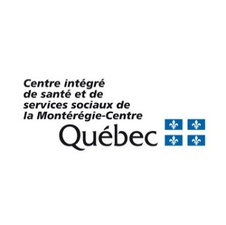 Centre intégré
de santé et de
services sociaux de
la Montérégie-Centre
Québec